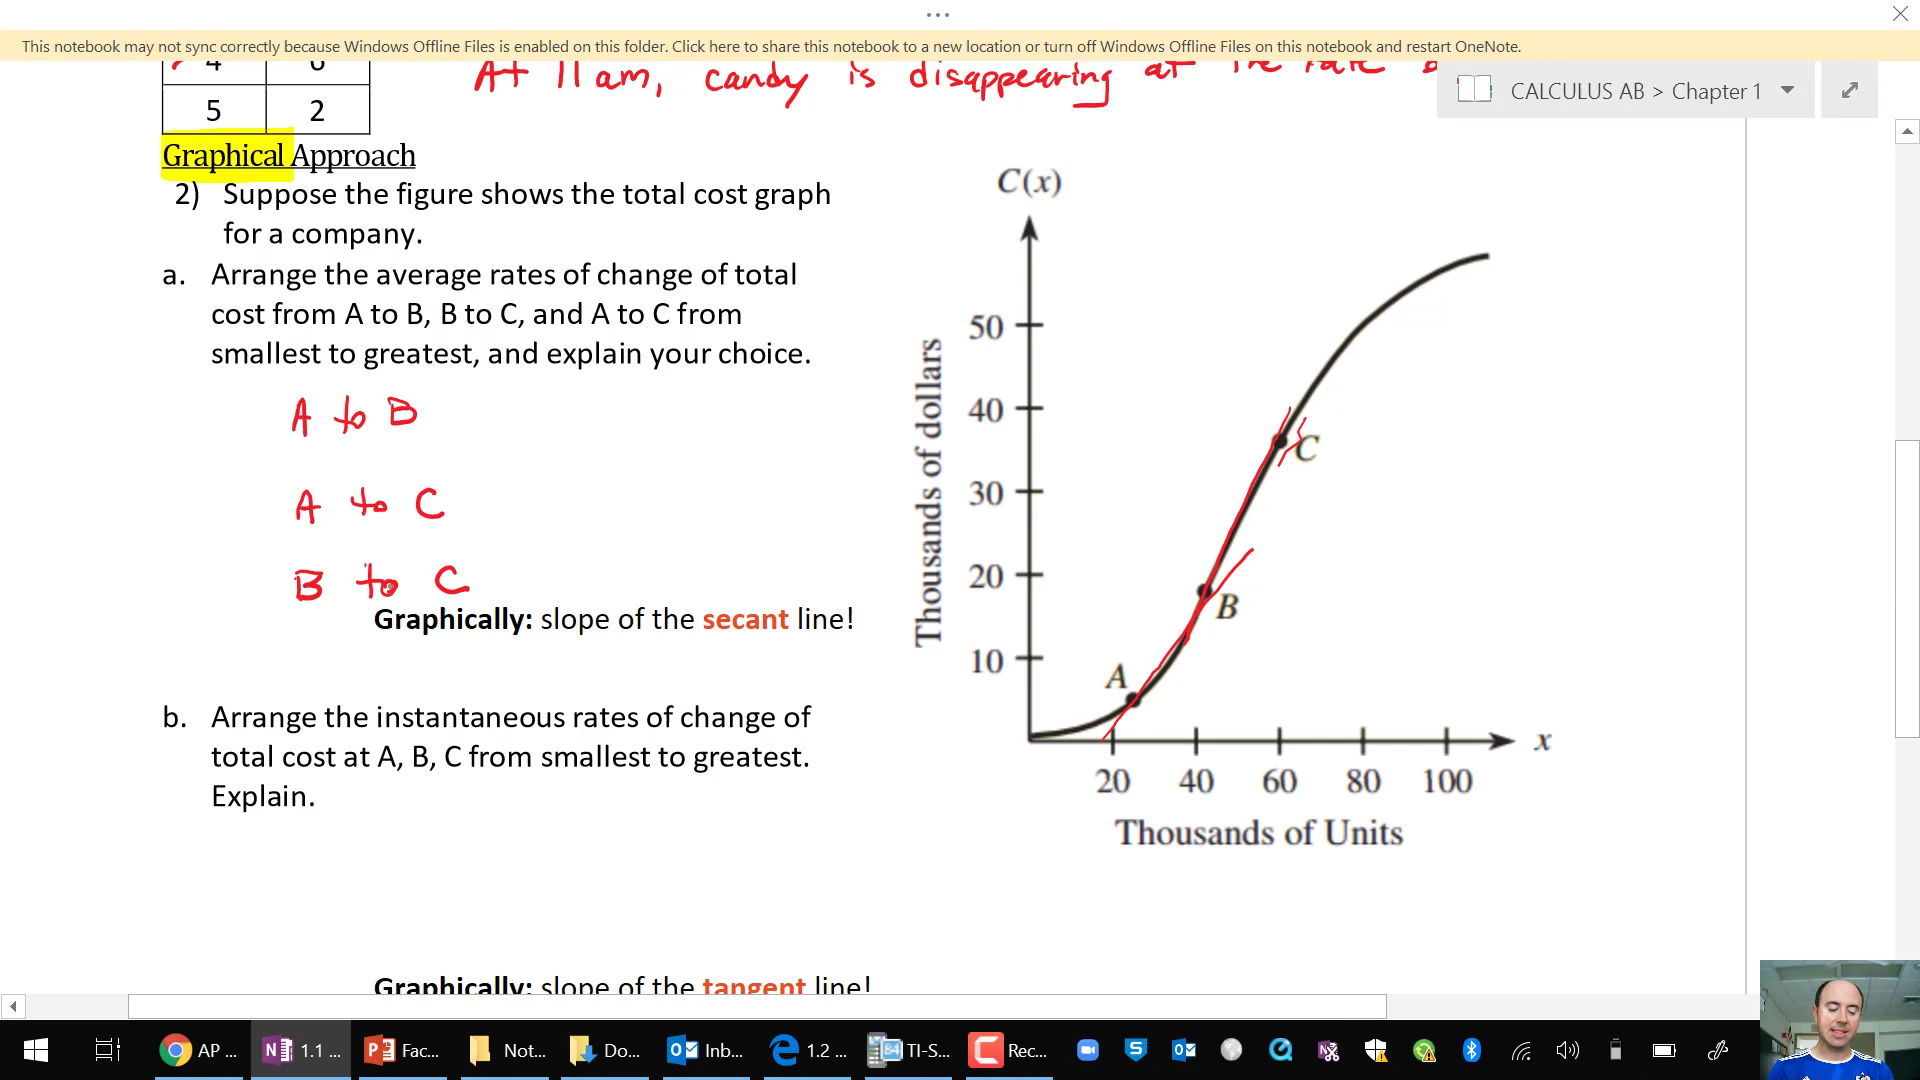 This notebook may not sync correctly because Windows Offline Files is enabled on this folder. Click here to share this notebook to a new location or turn off Windows Offline Files on this notebook and restart OneNote.
At 11 am, candy is disappearing at the rate
CALCULUS AB > Chapter 1
4
5 2
Graphical Approach
2) Suppose the figure shows the total cost graph
for a company.
a. Arrange the average rates of change of total
cost from A to B, B to C, and A to C from
smallest to greatest, and explain your choice.
A to B
A to C
B to C
Graphically: slope of the secant line!
b. Arrange the instantaneous rates of change of
total cost at A, B, C from smallest to greatest.
Explain.
Graphically: slope of the tangent line!
C(x)
Thousands of dollars
50
40
30
20
10
A
B
C
x
20 40 60 80 100
Thousands of Units
AP ... 1.1 ... Fac... Not... Do... Inb... 1.2 ... TI-S... Rec...